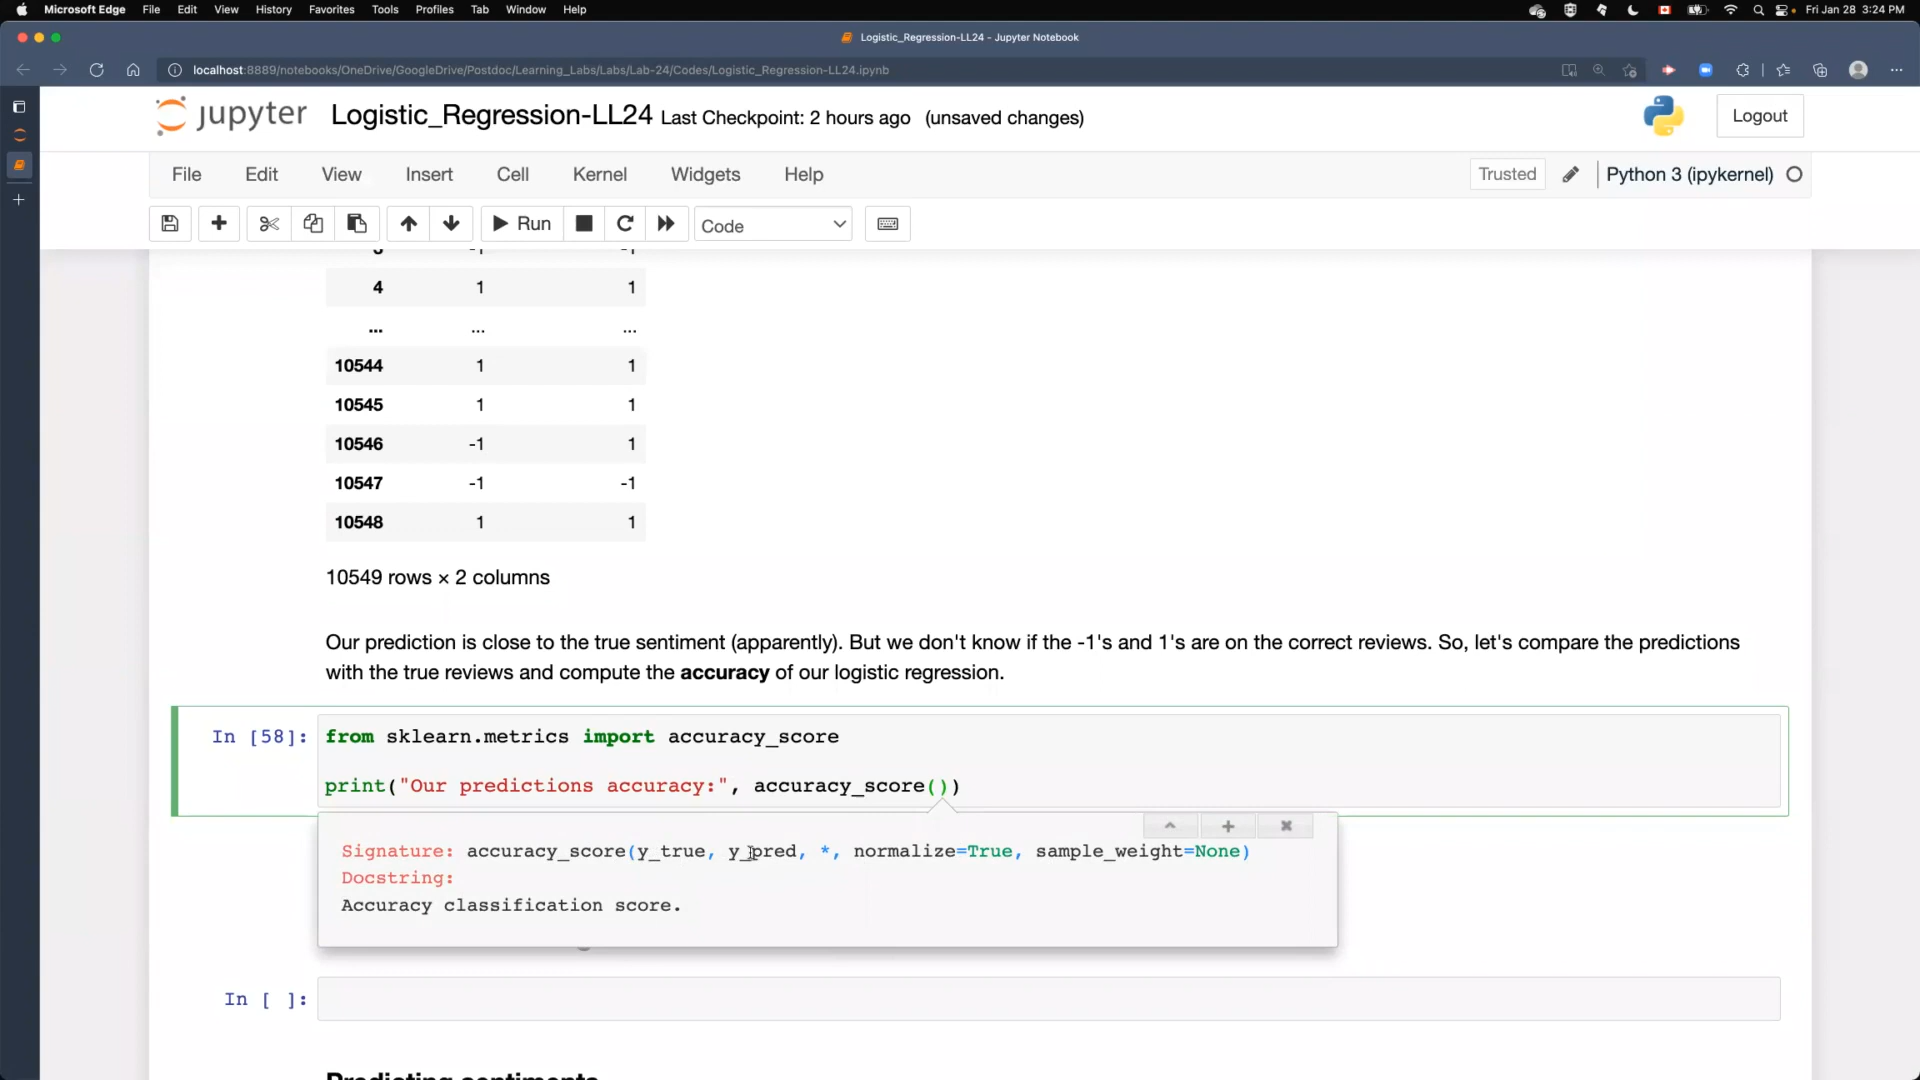 Microsoft Edge File Edit View History Favorites Tools Profiles Tab Window Help Fri Jan 28 3:24 PM
Logistic_Regression-LL24 - Jupyter Notebook
localhost:8889/notebooks/OneDrive/GoogleDrive/Postdoc/Learning_Labs/Labs/Lab-24/Codes/Logistic_Regression-LL24.ipynb
jupyter Logistic_Regression-LL24 Last Checkpoint: 2 hours ago (unsaved changes) Logout
File Edit View Insert Cell Kernel Widgets Help Trusted Python 3 (ipykernel)
Run Code
4 1 1
... ... ...
10544 1 1
10545 1 1
10546 -1 1
10547 -1 -1
10548 1 1
10549 rows × 2 columns
Our prediction is close to the true sentiment (apparently). But we don't know if the -1's and 1's are on the correct reviews. So, let's compare the predictions
with the true reviews and compute the accuracy of our logistic regression.
In [58]: from sklearn.metrics import accuracy_score
print("Our predictions accuracy:", accuracy_score())
Signature: accuracy_score(y_true, y_pred, *, normalize=True, sample_weight=None)
Docstring:
Accuracy classification score.
In [ ]:
Predicting sentiments